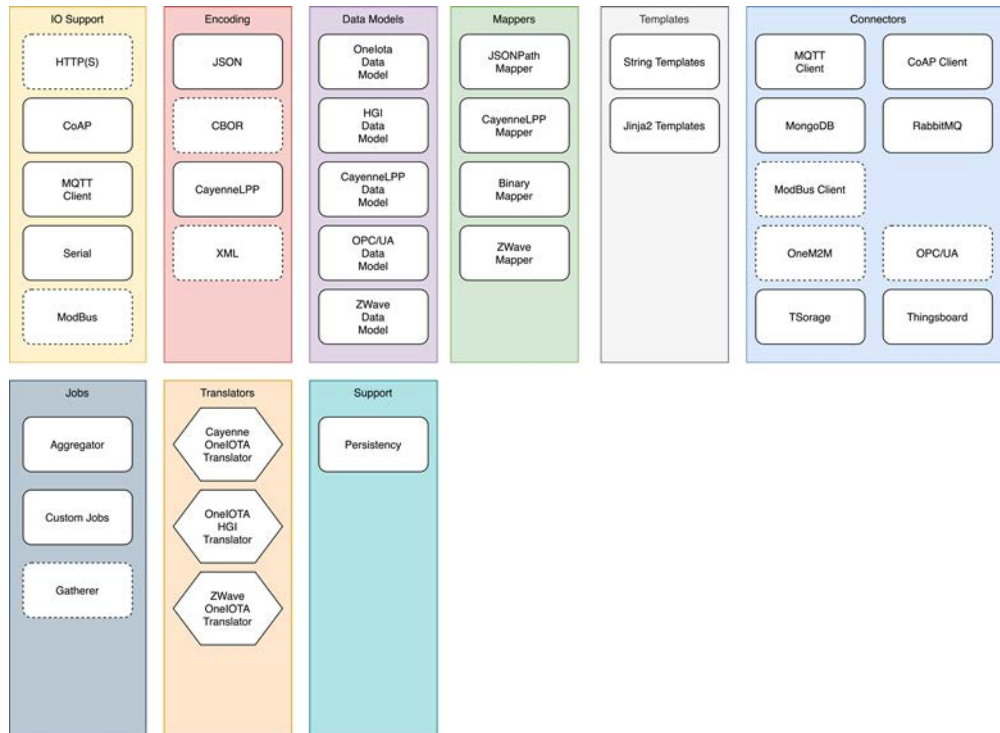 IO Support
HTTP(S)
CoAP
MQTT
Client
Serial
ModBus
Encoding
JSON
CBOR
CayenneLPP
XML
Data Models
OneIota
Data
Model
HGI
Data
Model
CayenneLPP
Data
Model
OPC/UA
Data
Model
ZWave
Data
Model
Mappers
JSONPath
Mapper
CayenneLPP
Mapper
Binary
Mapper
ZWave
Mapper
Templates
String Templates
Jinja2 Templates
Connectors
MQTT
Client
CoAP Client
MongoDB
RabbitMQ
ModBus Client
OneM2M
OPC/UA
TSorage
Thingsboard
Jobs
Aggregator
Custom Jobs
Gatherer
Translators
Cayenne
OneIOTA
Translator
OneIOTA
HGI
Translator
ZWave
OneIOTA
Translator
Support
Persistency